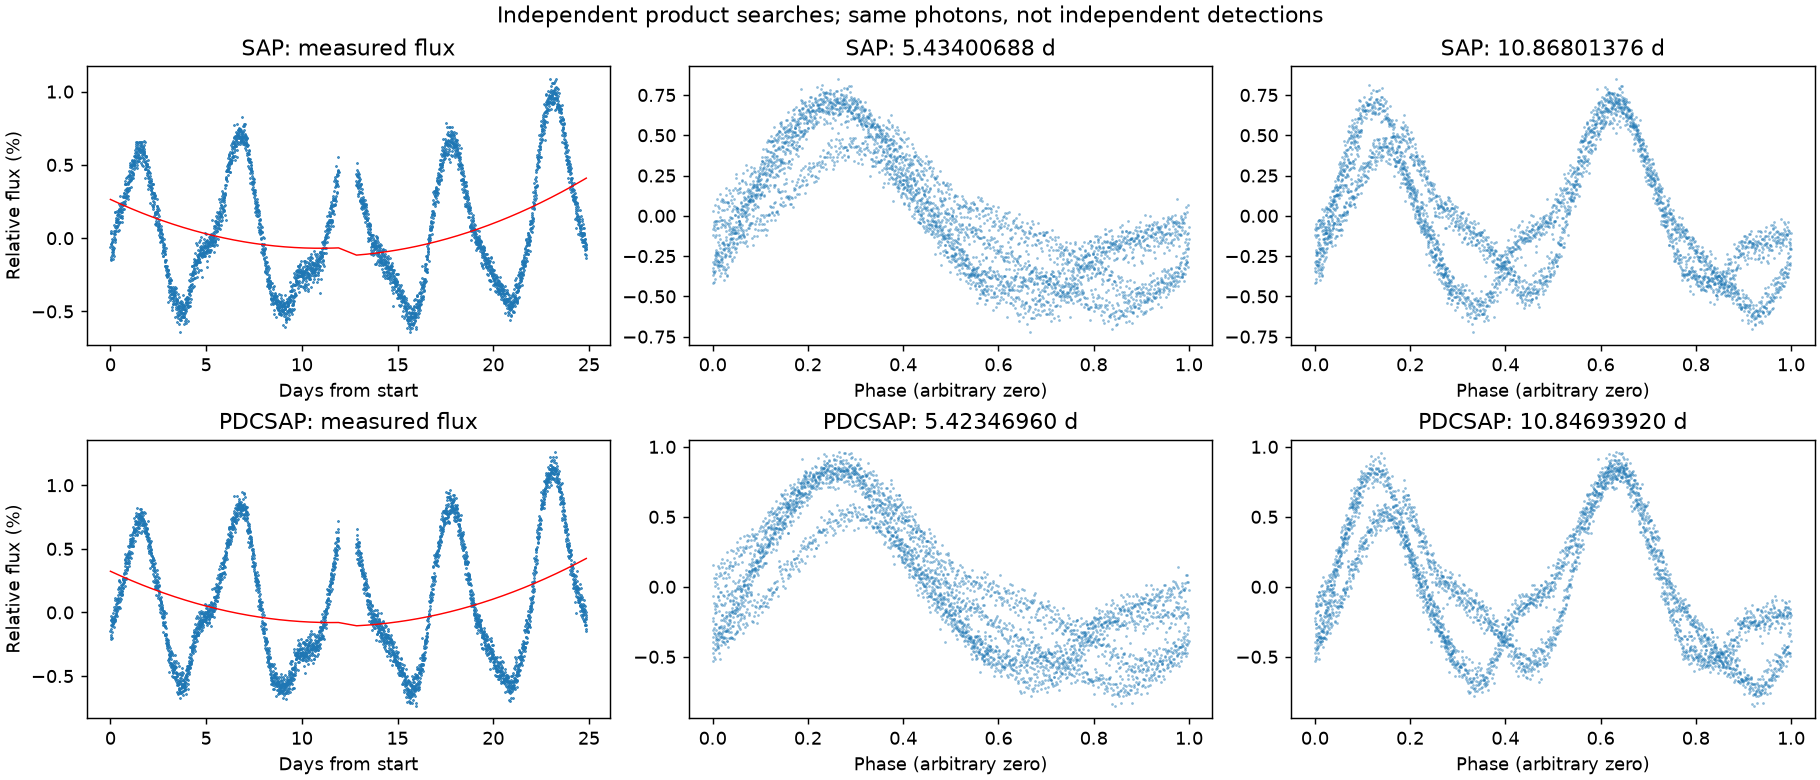 Independent product searches; same photons, not independent detections
SAP: measured flux
SAP: 5.43400688 d
SAP: 10.86801376 d
Relative flux (%)
1.0
0.5
0.0
−0.5
0 5 10 15 20 25
Days from start
0.75
0.50
0.25
0.00
−0.25
−0.50
−0.75
0.0 0.2 0.4 0.6 0.8 1.0
Phase (arbitrary zero)
0.75
0.50
0.25
0.00
−0.25
−0.50
−0.75
0.0 0.2 0.4 0.6 0.8 1.0
Phase (arbitrary zero)
PDCSAP: measured flux
PDCSAP: 5.42346960 d
PDCSAP: 10.84693920 d
Relative flux (%)
1.0
0.5
0.0
−0.5
0 5 10 15 20 25
Days from start
1.0
0.5
0.0
−0.5
0.0 0.2 0.4 0.6 0.8 1.0
Phase (arbitrary zero)
1.0
0.5
0.0
−0.5
0.0 0.2 0.4 0.6 0.8 1.0
Phase (arbitrary zero)